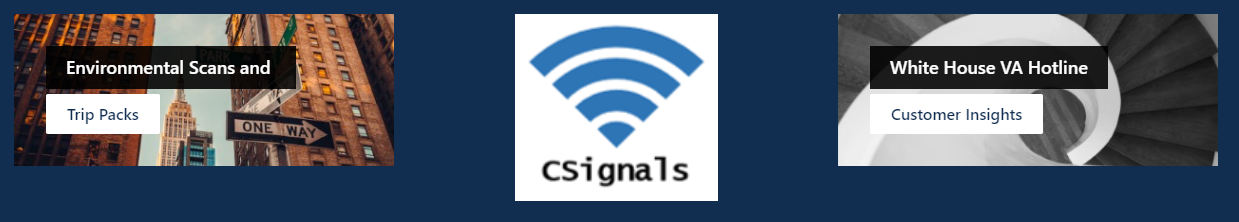 Environmental Scans and
Trip Packs
ONE WAY
CSignals
White House VA Hotline
Customer Insights